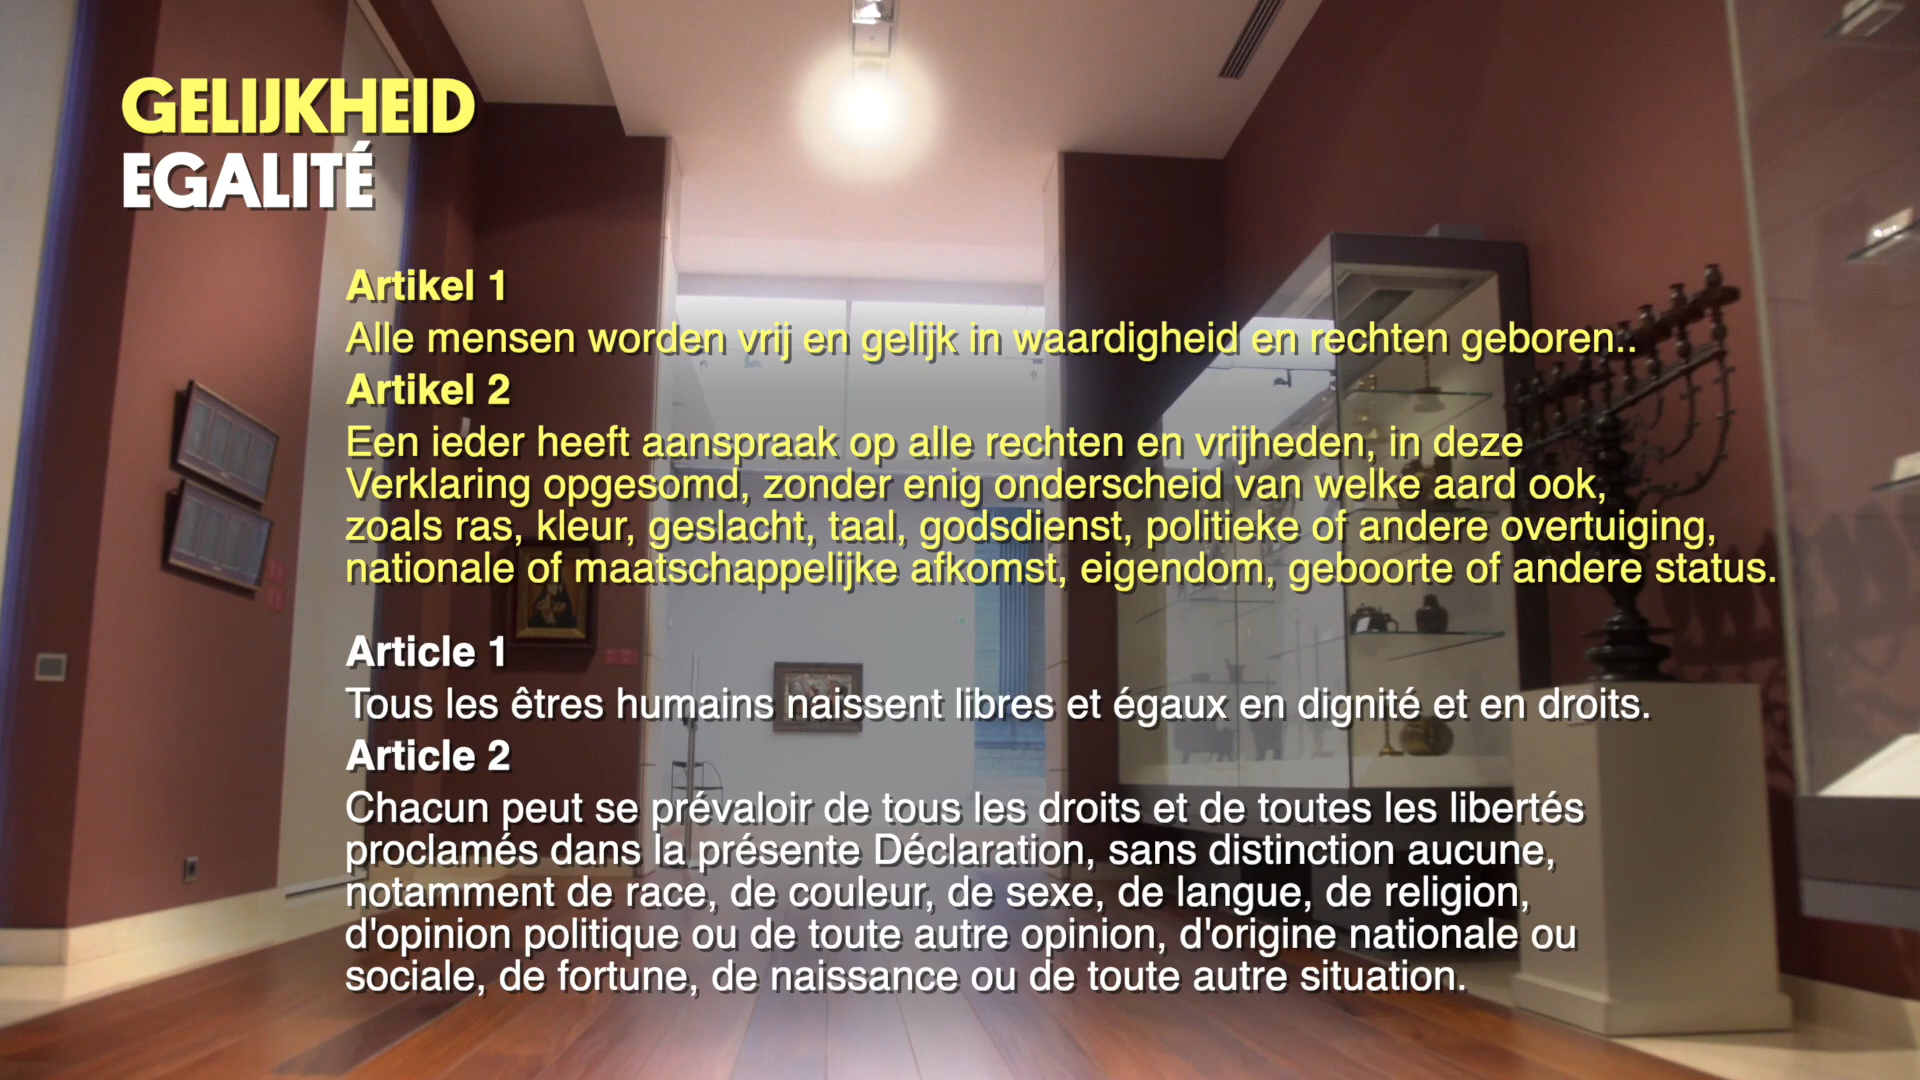 GELIJKHEID
EGALITÉ
Artikel 1
Alle mensen worden vrij en gelijk in waardigheid en rechten geboren..
Artikel 2
Een ieder heeft aanspraak op alle rechten en vrijheden, in deze
Verklaring opgesomd, zonder enig onderscheid van welke aard ook,
zoals ras, kleur, geslacht, taal, godsdienst, politieke of andere overtuiging,
nationale of maatschappelijke afkomst, eigendom, geboorte of andere status.
Article 1
Tous les êtres humains naissent libres et égaux en dignité et en droits.
Article 2
Chacun peut se prévaloir de tous les droits et de toutes les libertés
proclamés dans la présente Déclaration, sans distinction aucune,
notamment de race, de couleur, de sexe, de langue, de religion,
d'opinion politique ou de toute autre opinion, d'origine nationale ou
sociale, de fortune, de naissance ou de toute autre situation.